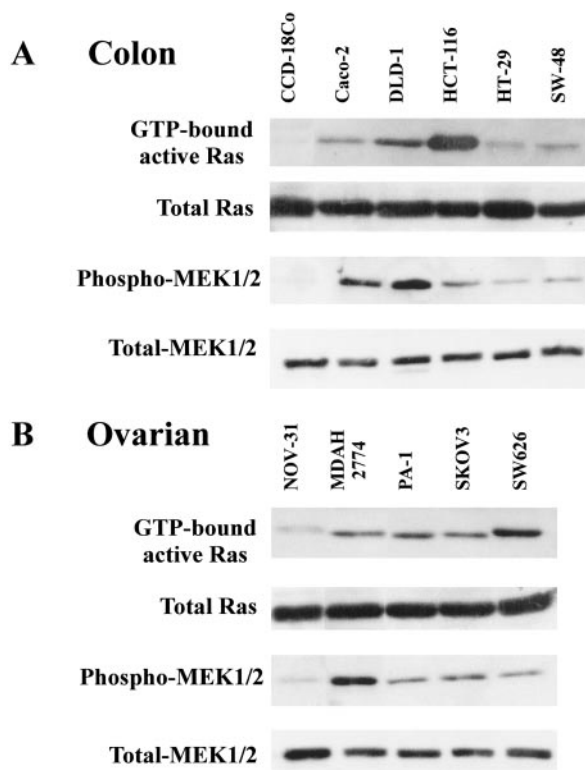 A Colon
CCD-18Co
Caco-2
DLD-1
HCT-116
HT-29
SW-48
GTP-bound
active Ras
Total Ras
Phospho-MEK1/2
Total-MEK1/2
B Ovarian
NOV-31
MDAH
2774
PA-1
SKOV3
SW626
GTP-bound
active Ras
Total Ras
Phospho-MEK1/2
Total-MEK1/2